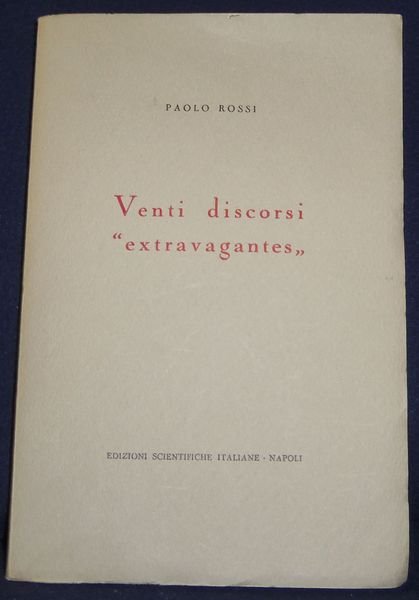 PAOLO ROSSI
Venti discorsi
“extravagantes„
EDIZIONI SCIENTIFICHE ITALIANE - NAPOLI